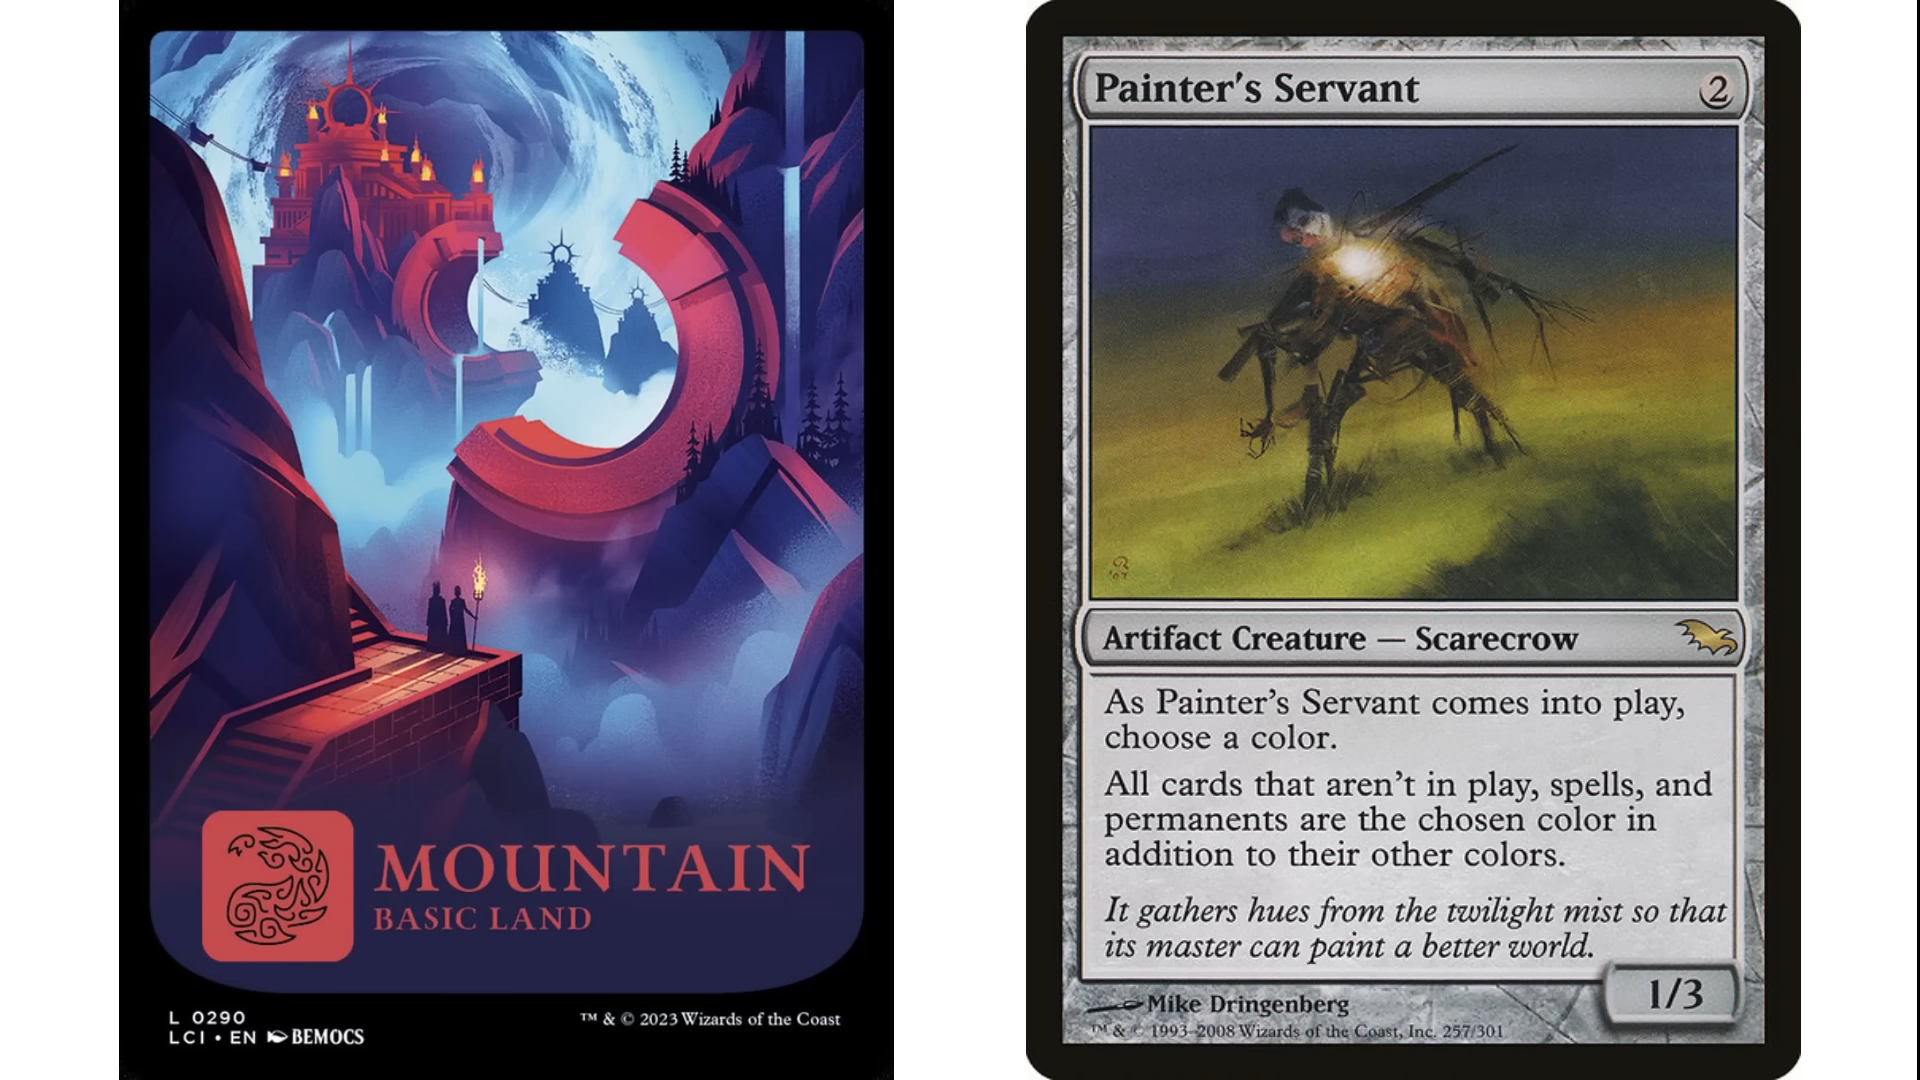 MOUNTAIN
BASIC LAND
L 0290
LCI • EN BEMOCS
™ & © 2023 Wizards of the Coast
Painter's Servant 2
Artifact Creature — Scarecrow
As Painter's Servant comes into play,
choose a color.
All cards that aren't in play, spells, and
permanents are the chosen color in
addition to their other colors.
It gathers hues from the twilight mist so that
its master can paint a better world.
1/3
Mike Dringenberg
™ & © 1993–2008 Wizards of the Coast, Inc. 257/301